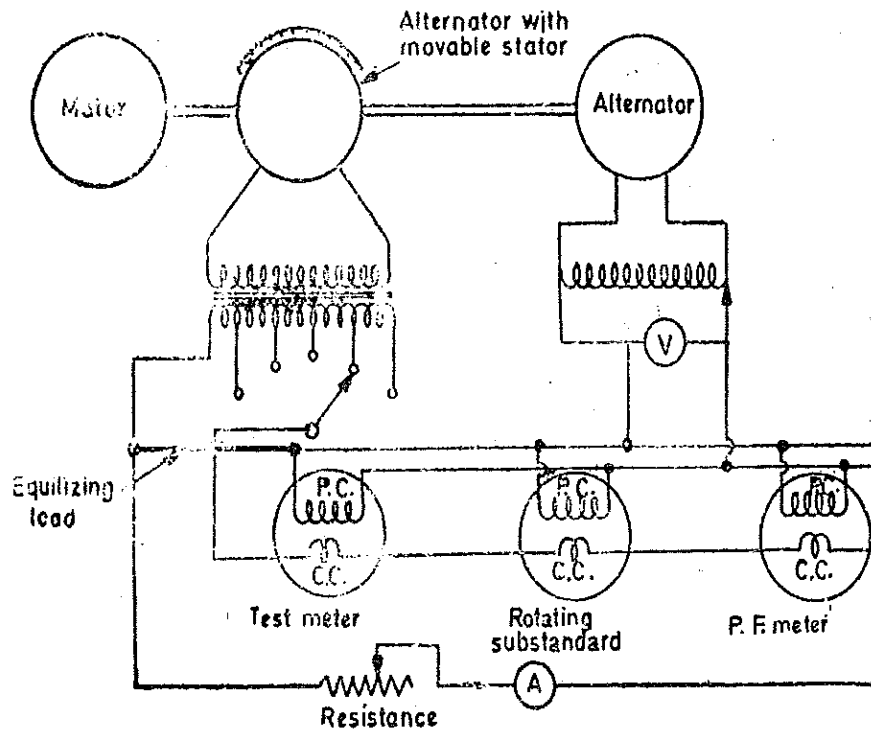 Alternator with
movable stator
Motor
Alternator
V
Equilizing
lead
P.C.
P.C.
C.C.
C.C.
C.C.
Test meter
Rotating
substandard
P. F. meter
A
Resistance